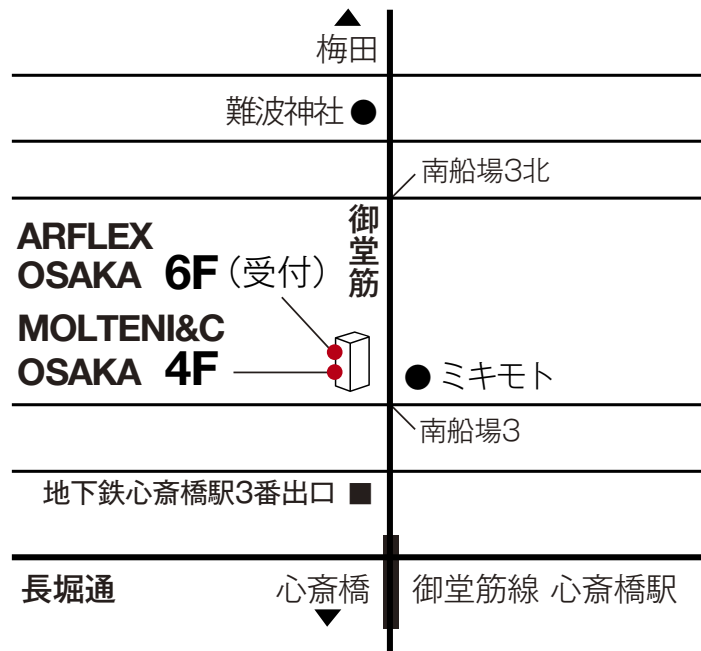 梅田
難波神社
南船場3北
御堂筋
ARFLEX
OSAKA 6F（受付）
MOLTENI&C
OSAKA 4F
ミキモト
南船場3
地下鉄心斎橋駅3番出口
長堀通
心斎橋
御堂筋線 心斎橋駅